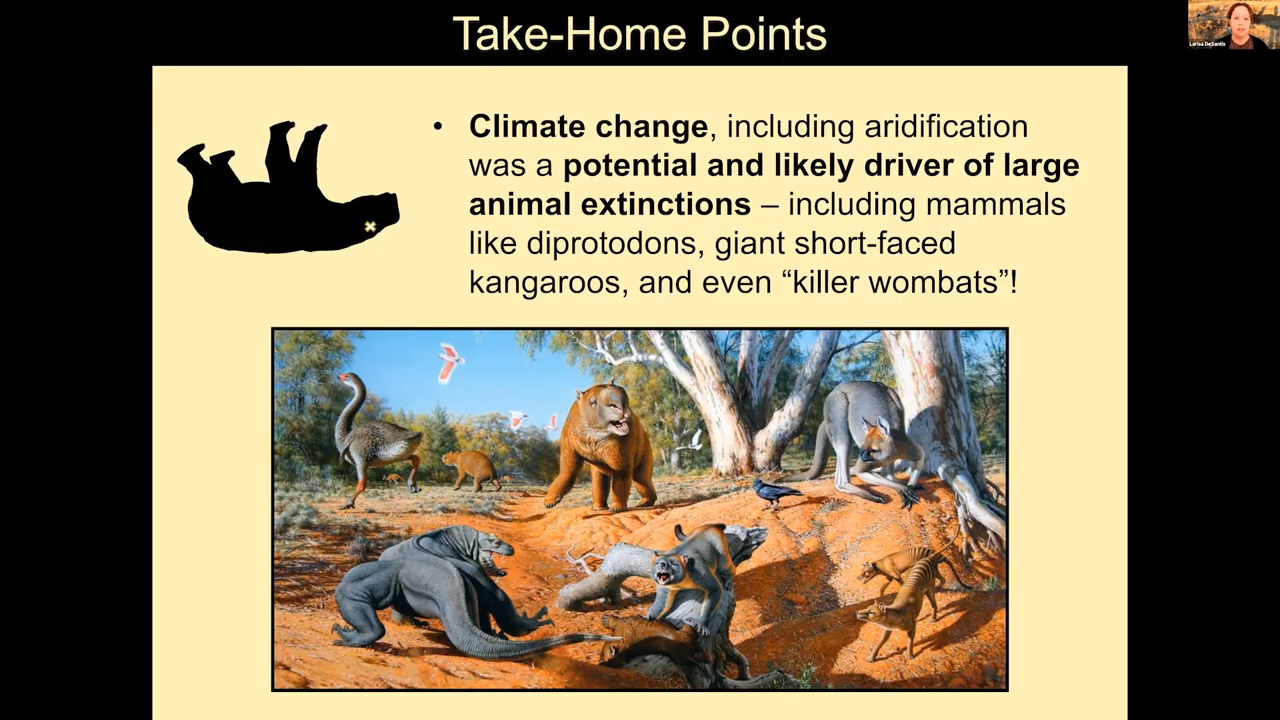 Take-Home Points
Larisa DeSantis
• Climate change, including aridification
was a potential and likely driver of large
animal extinctions – including mammals
like diprotodons, giant short-faced
kangaroos, and even “killer wombats”!